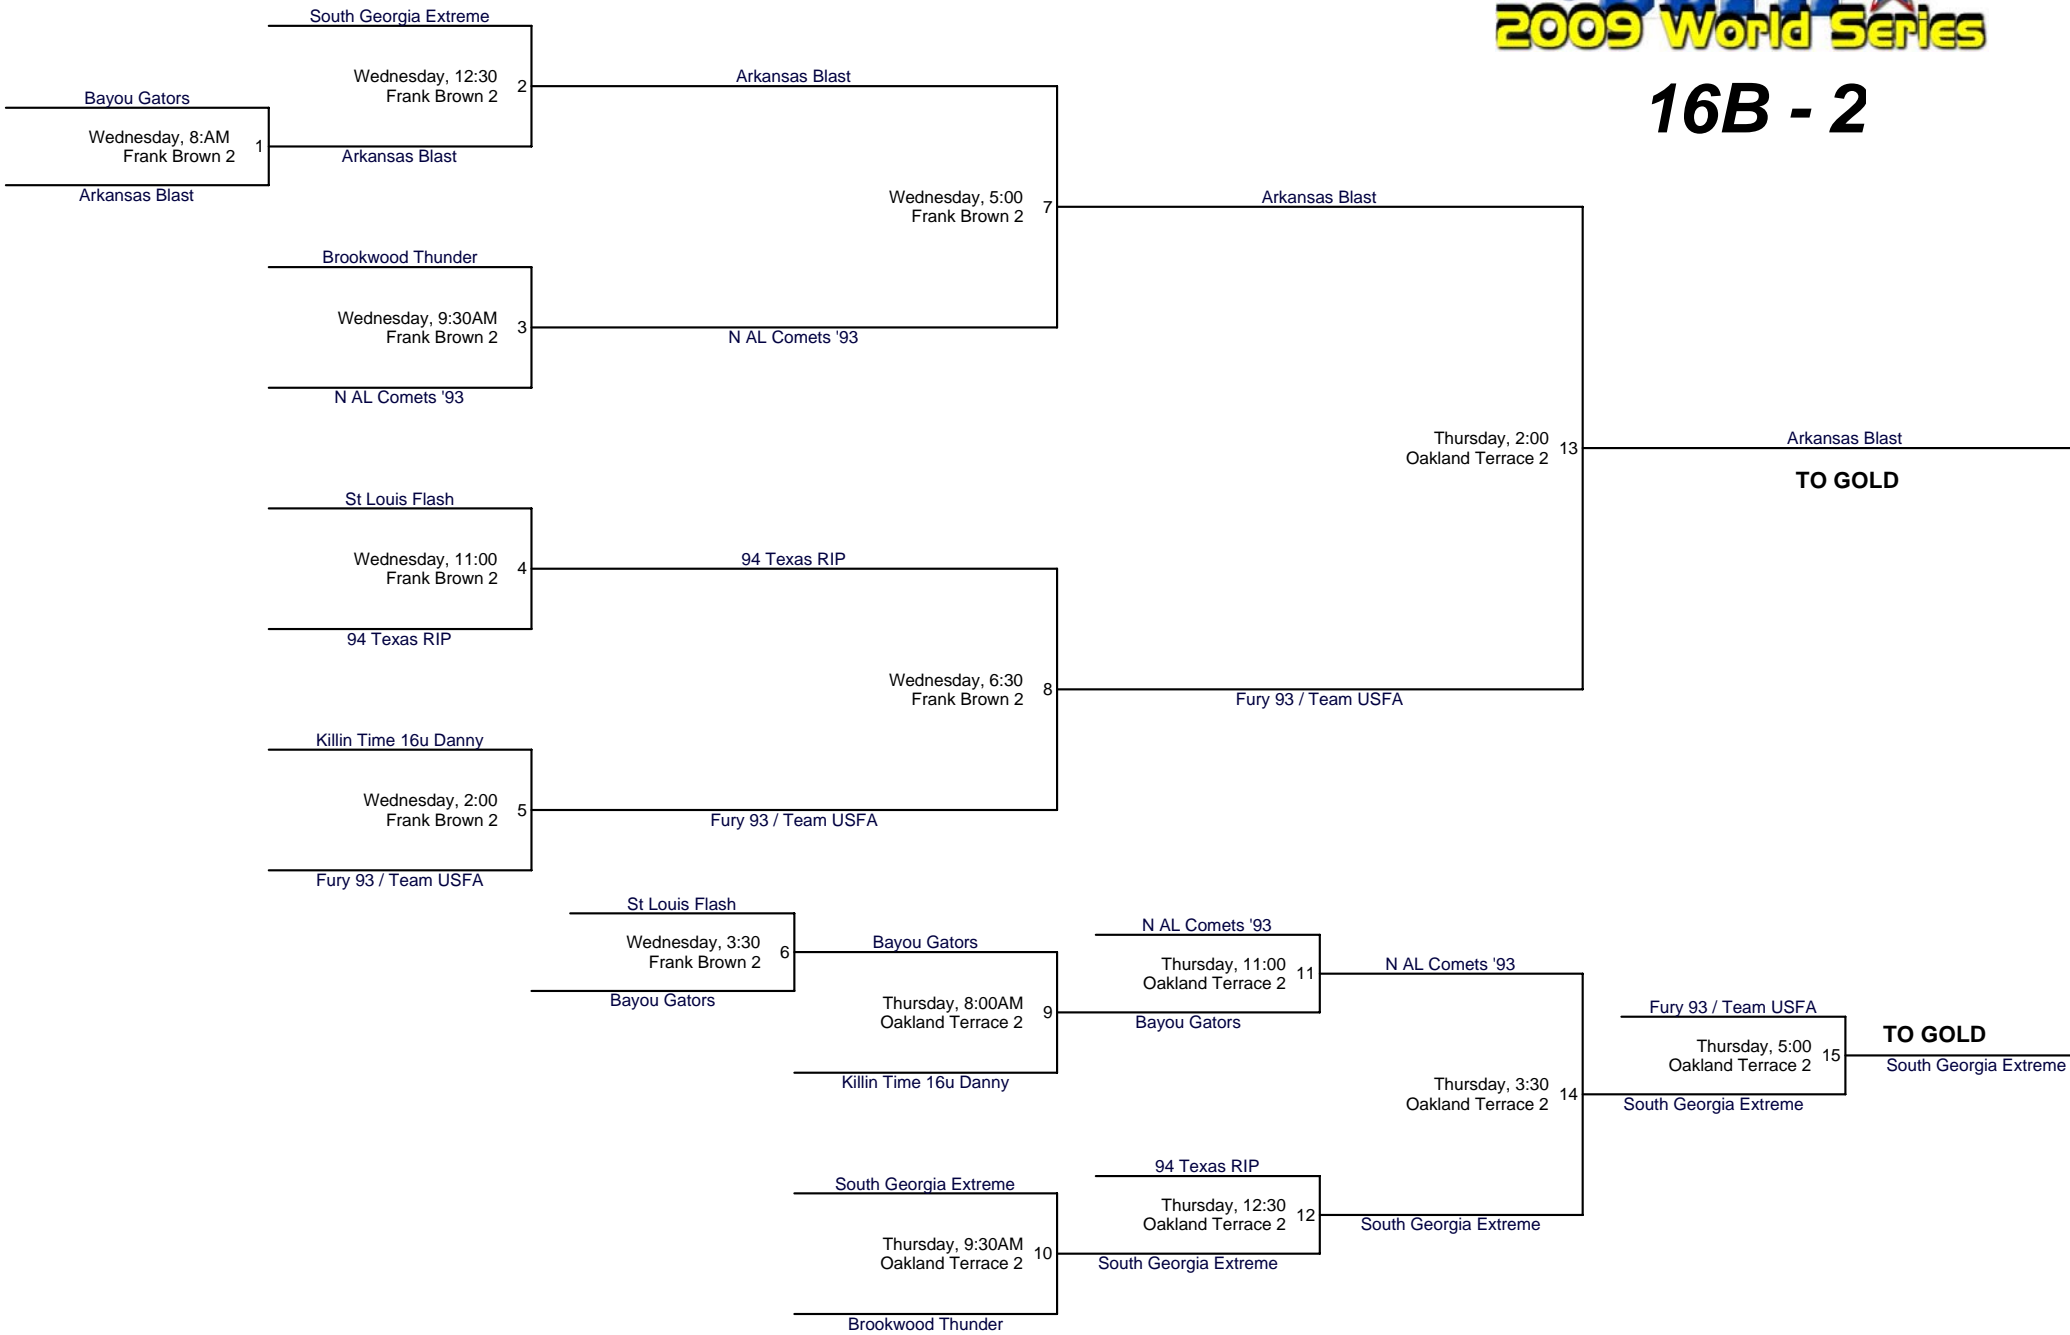 2009 World Series
16B - 2
South Georgia Extreme
Wednesday, 12:30
Frank Brown 2
2
Arkansas Blast
Bayou Gators
Wednesday, 8:AM
Frank Brown 2
1
Arkansas Blast
Arkansas Blast
Wednesday, 5:00
Frank Brown 2
7
Arkansas Blast
Brookwood Thunder
Wednesday, 9:30AM
Frank Brown 2
3
N AL Comets '93
N AL Comets '93
Thursday, 2:00
Oakland Terrace 2
13
Arkansas Blast
TO GOLD
St Louis Flash
Wednesday, 11:00
Frank Brown 2
4
94 Texas RIP
94 Texas RIP
Wednesday, 6:30
Frank Brown 2
8
Fury 93 / Team USFA
Killin Time 16u Danny
Wednesday, 2:00
Frank Brown 2
5
Fury 93 / Team USFA
Fury 93 / Team USFA
St Louis Flash
Wednesday, 3:30
Frank Brown 2
6
Bayou Gators
Bayou Gators
Thursday, 8:00AM
Oakland Terrace 2
9
Killin Time 16u Danny
N AL Comets '93
Thursday, 11:00
Oakland Terrace 2
11
Bayou Gators
N AL Comets '93
Thursday, 3:30
Oakland Terrace 2
14
Fury 93 / Team USFA
Thursday, 5:00
Oakland Terrace 2
15
South Georgia Extreme
TO GOLD
South Georgia Extreme
94 Texas RIP
Thursday, 12:30
Oakland Terrace 2
12
South Georgia Extreme
South Georgia Extreme
Thursday, 9:30AM
Oakland Terrace 2
10
South Georgia Extreme
Brookwood Thunder